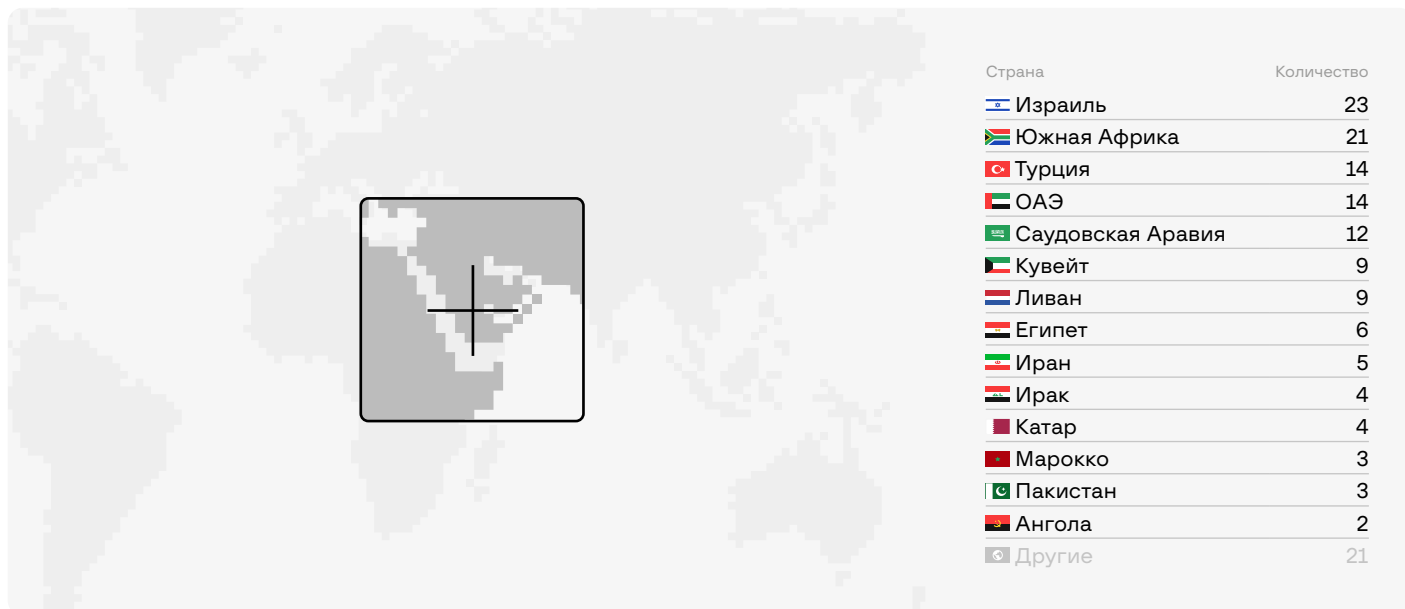 Страна Количество
Израиль 23
Южная Африка 21
Турция 14
ОАЭ 14
Саудовская Аравия 12
Кувейт 9
Ливан 9
Египет 6
Иран 5
Ирак 4
Катар 4
Марокко 3
Пакистан 3
Ангола 2
Другие 21